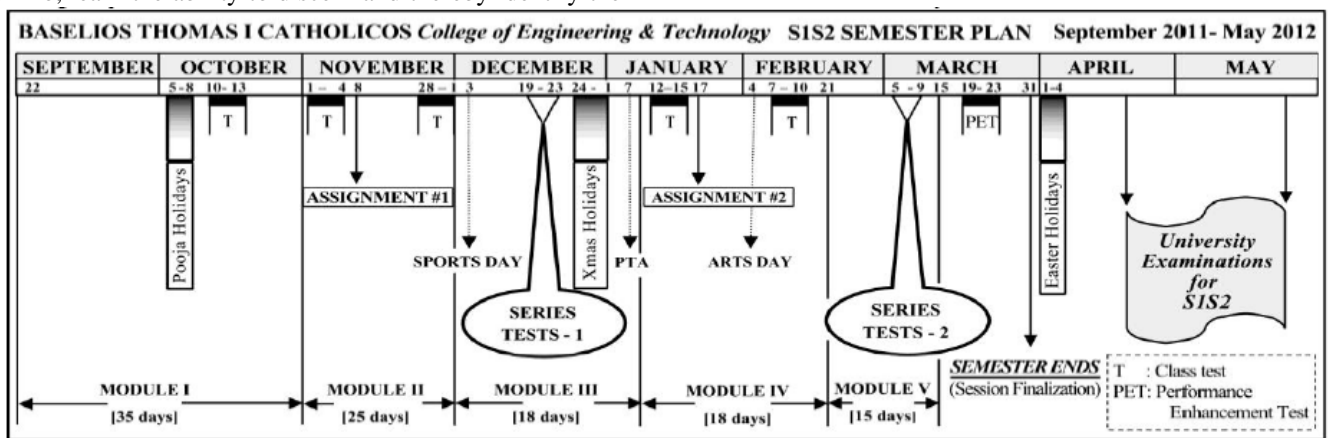 BASELIOS THOMAS I CATHOLICOS College of Engineering & Technology S1S2 SEMESTER PLAN September 2011- May 2012
SEPTEMBER OCTOBER NOVEMBER DECEMBER JANUARY FEBRUARY MARCH APRIL MAY
22 5-8 10-13 1 - 4 8 28 - 1 3 19 - 23 24 - 1 7 12-15 17 4 7 - 10 21 5 - 9 15 19- 23 31 1-4
T T T T T PET
Pooja Holidays
ASSIGNMENT #1
Xmas Holidays
ASSIGNMENT #2
Easter Holidays
SPORTS DAY PTA ARTS DAY
University
Examinations
for
S1S2
SERIES
TESTS - 1
SERIES
TESTS - 2
SEMESTER ENDS
(Session Finalization)
T : Class test
PET: Performance
Enhancement Test
MODULE I MODULE II MODULE III MODULE IV MODULE V
[35 days] [25 days] [18 days] [18 days] [15 days]